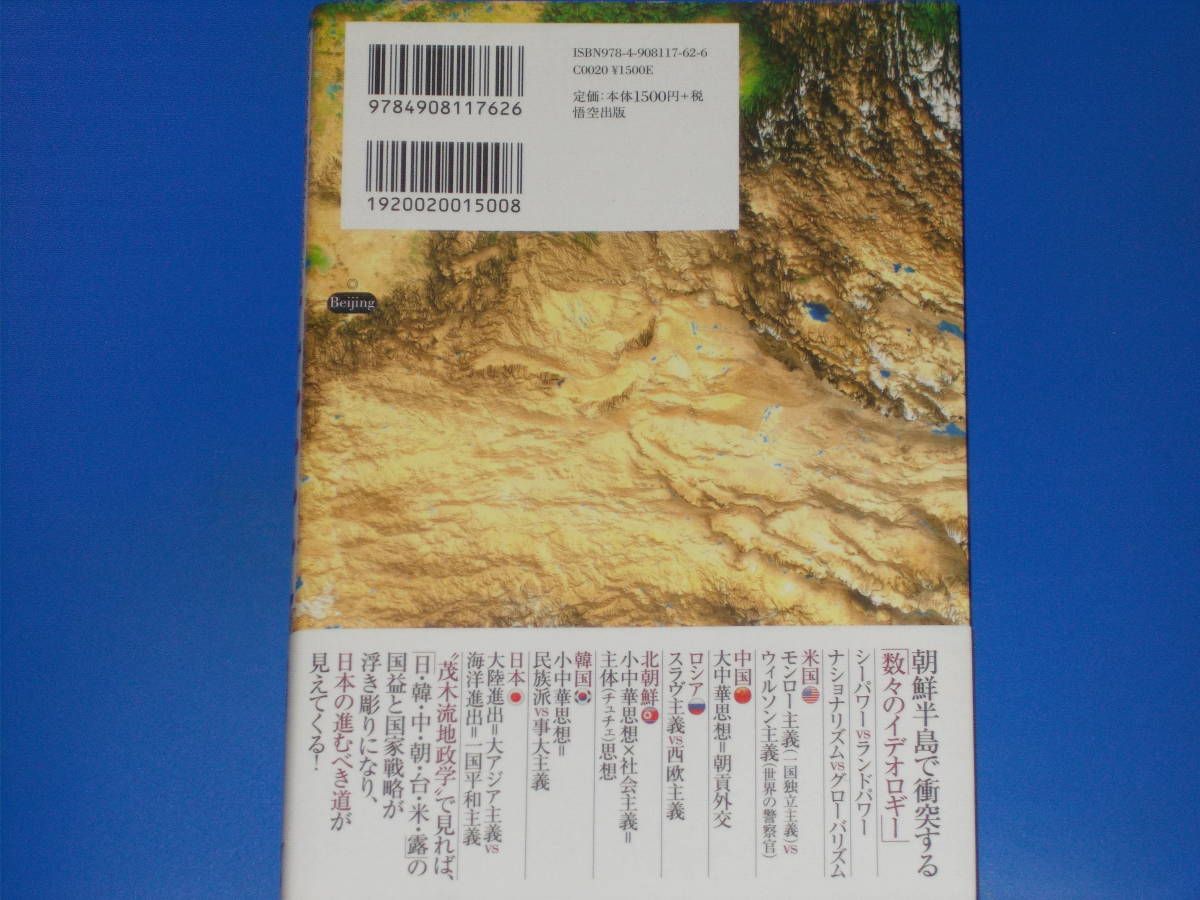 ISBN978-4-908117-62-6
C0020 ¥1500E
定価：本体1500円+税
悟空出版
9784908117626
1920020015008
Beijing
朝鮮半島で衝突する
「数々のイデオロギー」
シーパワーvsランドパワー
ナショナリズムvsグローバリズム
米国
モンロー主義（一国独立主義）vs
ウィルソン主義（世界の警察官）
中国
大中華思想＝朝貢外交
ロシア
スラヴ主義vs西欧主義
北朝鮮
小中華思想×社会主義＝
主体（チュチェ）思想
韓国
小中華思想＝
民族派vs事大主義
日本
大陸進出＝大アジア主義vs
海洋進出＝一国平和主義
“茂木流地政学”で見れば、
「日・韓・中・朝・台・米・露」の
国益と国家戦略が
浮き彫りになり、
日本の進むべき道が
見えてくる！